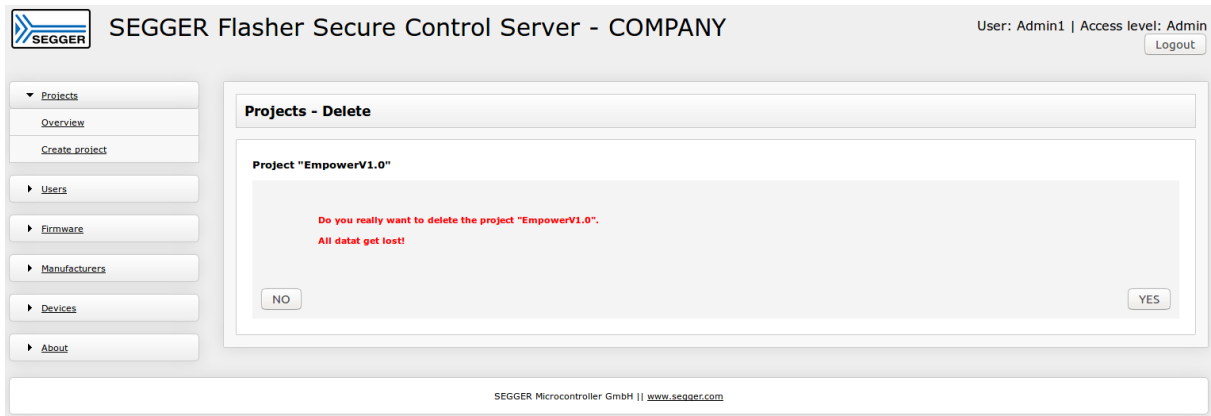 SEGGER
SEGGER Flasher Secure Control Server - COMPANY
User: Admin1 | Access level: Admin
Logout
Projects
Overview
Create project
Users
Firmware
Manufacturers
Devices
About
Projects - Delete
Project "EmpowerV1.0"
Do you really want to delete the project "EmpowerV1.0".
All datat get lost!
NO
YES
SEGGER Microcontroller GmbH || www.segger.com